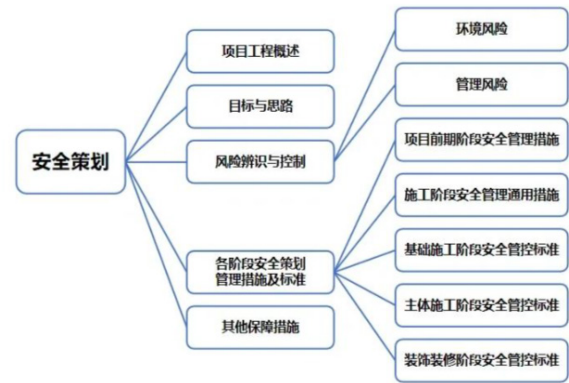 安全策划
项目工程概述
目标与思路
风险辨识与控制
环境风险
管理风险
各阶段安全策划
管理措施及标准
项目前期阶段安全管理措施
施工阶段安全管理通用措施
基础施工阶段安全管控标准
主体施工阶段安全管控标准
装饰装修阶段安全管控标准
其他保障措施